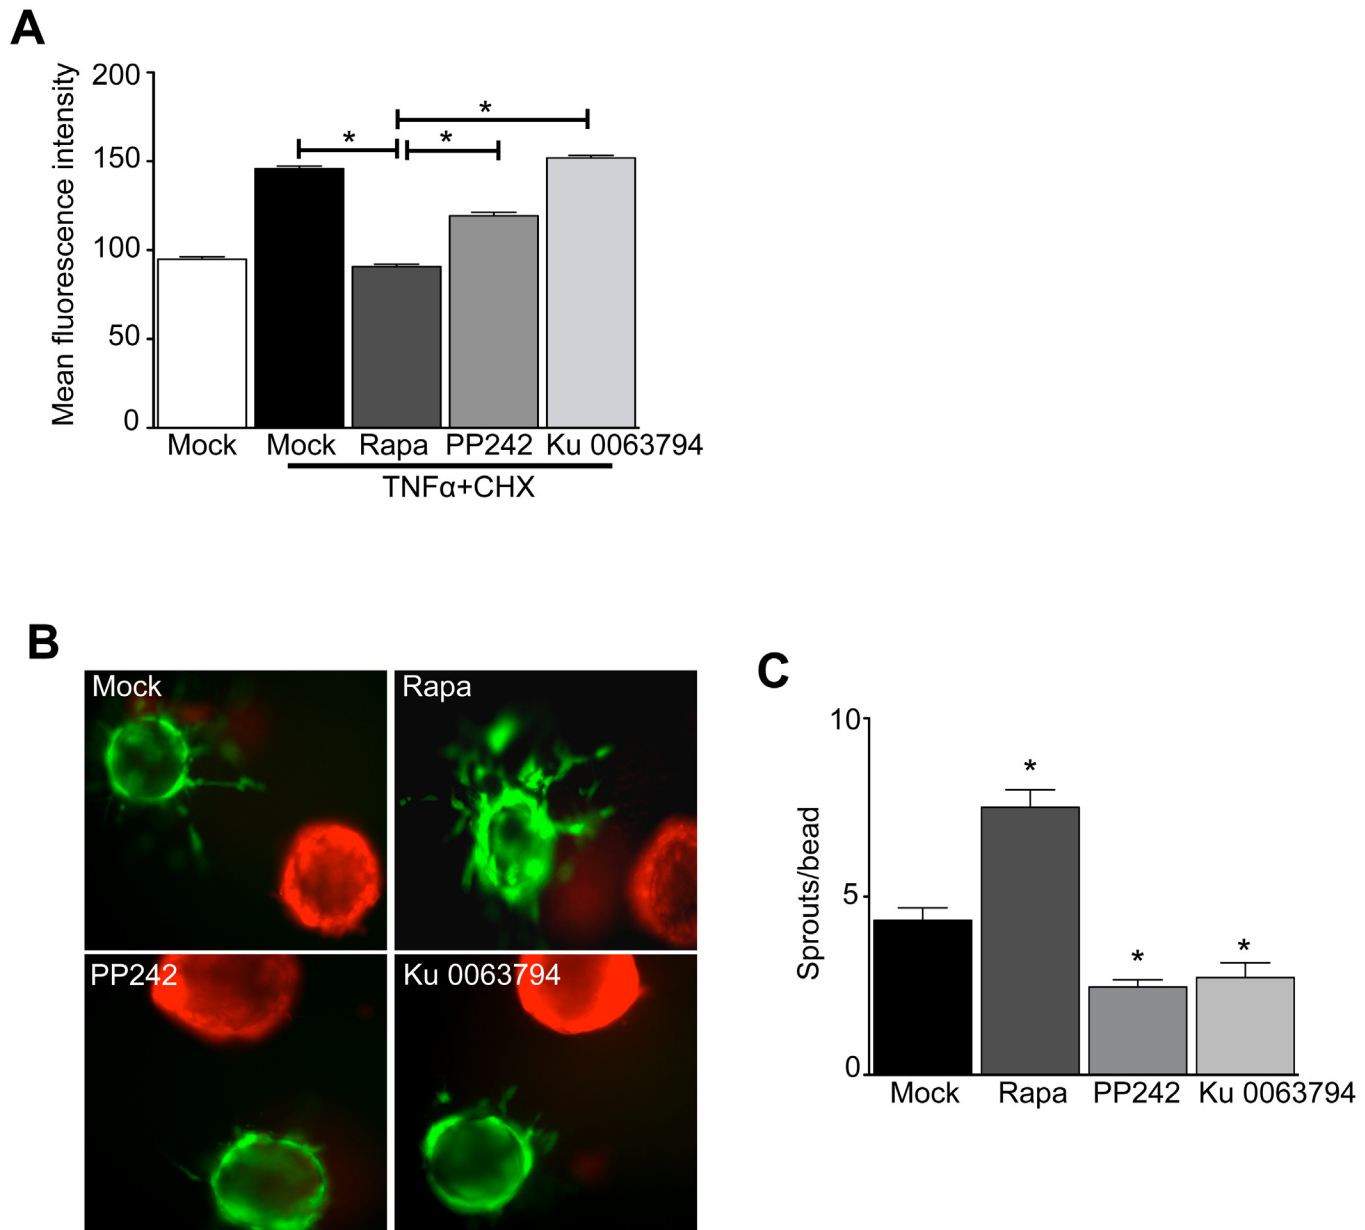 A
Mean fluorescence intensity
200
150
100
50
0
* * *
Mock Mock Rapa PP242 Ku 0063794
TNFα+CHX
B
Mock Rapa
PP242 Ku 0063794
C
Sprouts/bead
10
5
0
* * *
Mock Rapa PP242 Ku 0063794